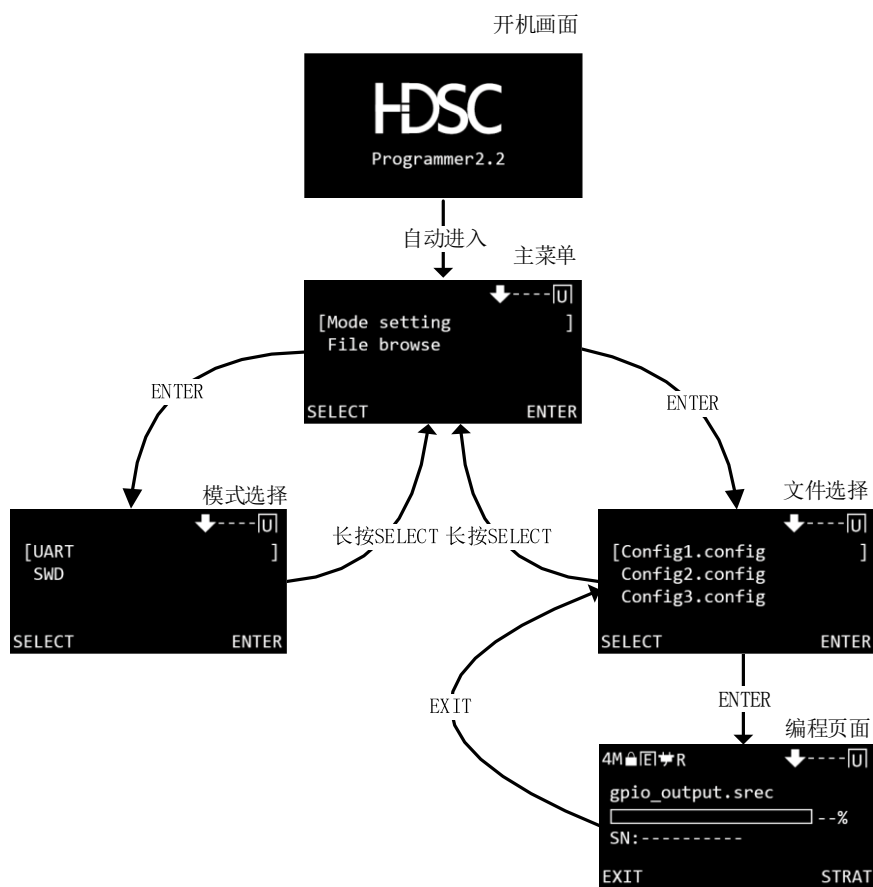 开机画面
HDSC
Programmer2.2
自动进入
主菜单
----U
[Mode setting ]
File browse
SELECT ENTER
ENTER
ENTER
模式选择
----U
[UART ]
SWD
SELECT ENTER
长按SELECT
长按SELECT
文件选择
----U
[Config1.config ]
Config2.config
Config3.config
SELECT ENTER
EXIT
ENTER
编程页面
4M E R ----U
gpio_output.srec
--%
SN:----------
EXIT STRAT